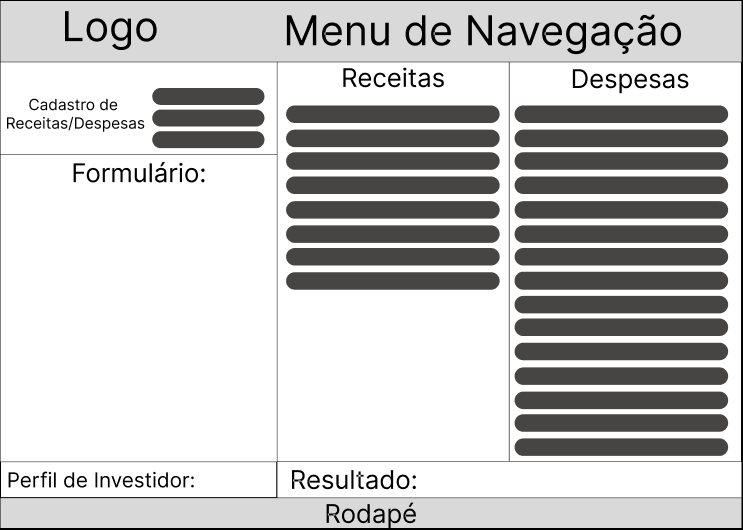 Logo
Menu de Navegação
Cadastro de
Receitas/Despesas
Formulário:
Perfil de Investidor:
Receitas
Despesas
Resultado:
Rodapé